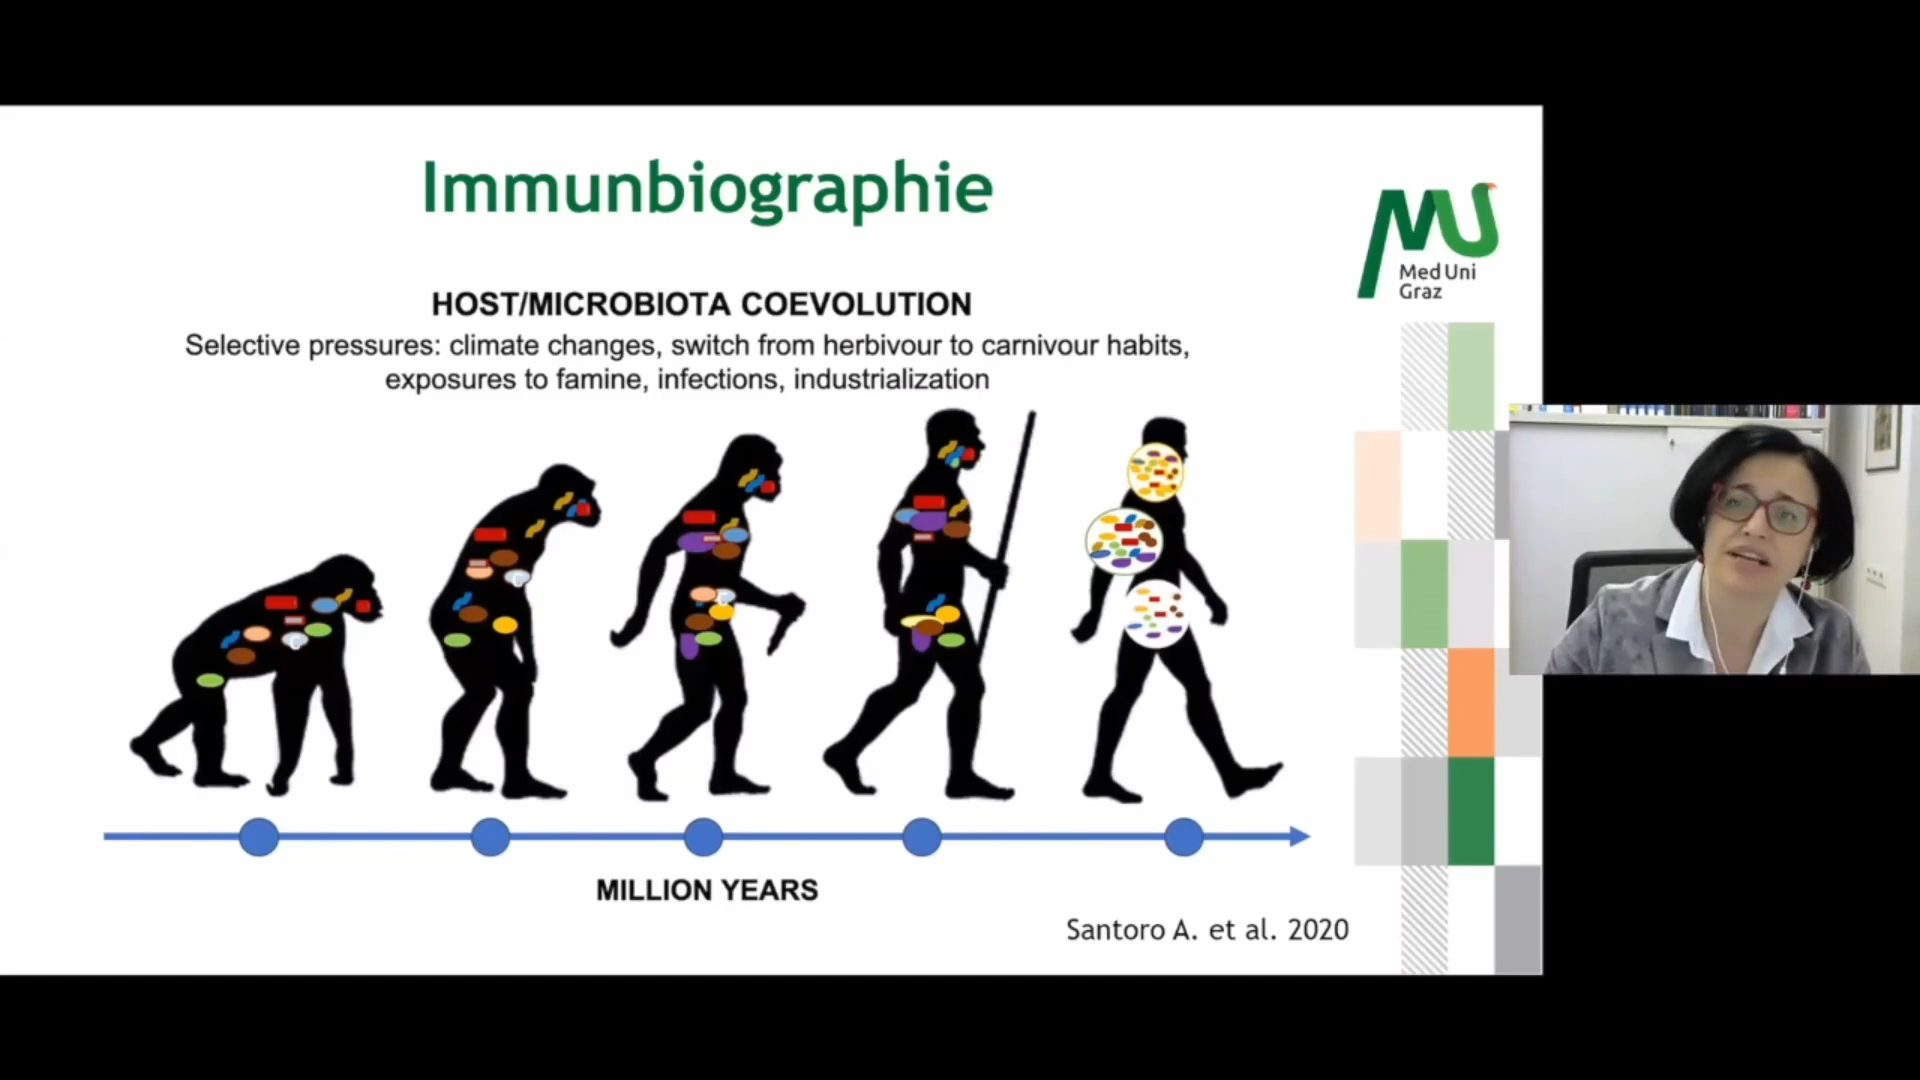 Immunbiographie
HOST/MICROBIOTA COEVOLUTION
Selective pressures: climate changes, switch from herbivour to carnivour habits,
exposures to famine, infections, industrialization
MILLION YEARS
Santoro A. et al. 2020
Med Uni
Graz